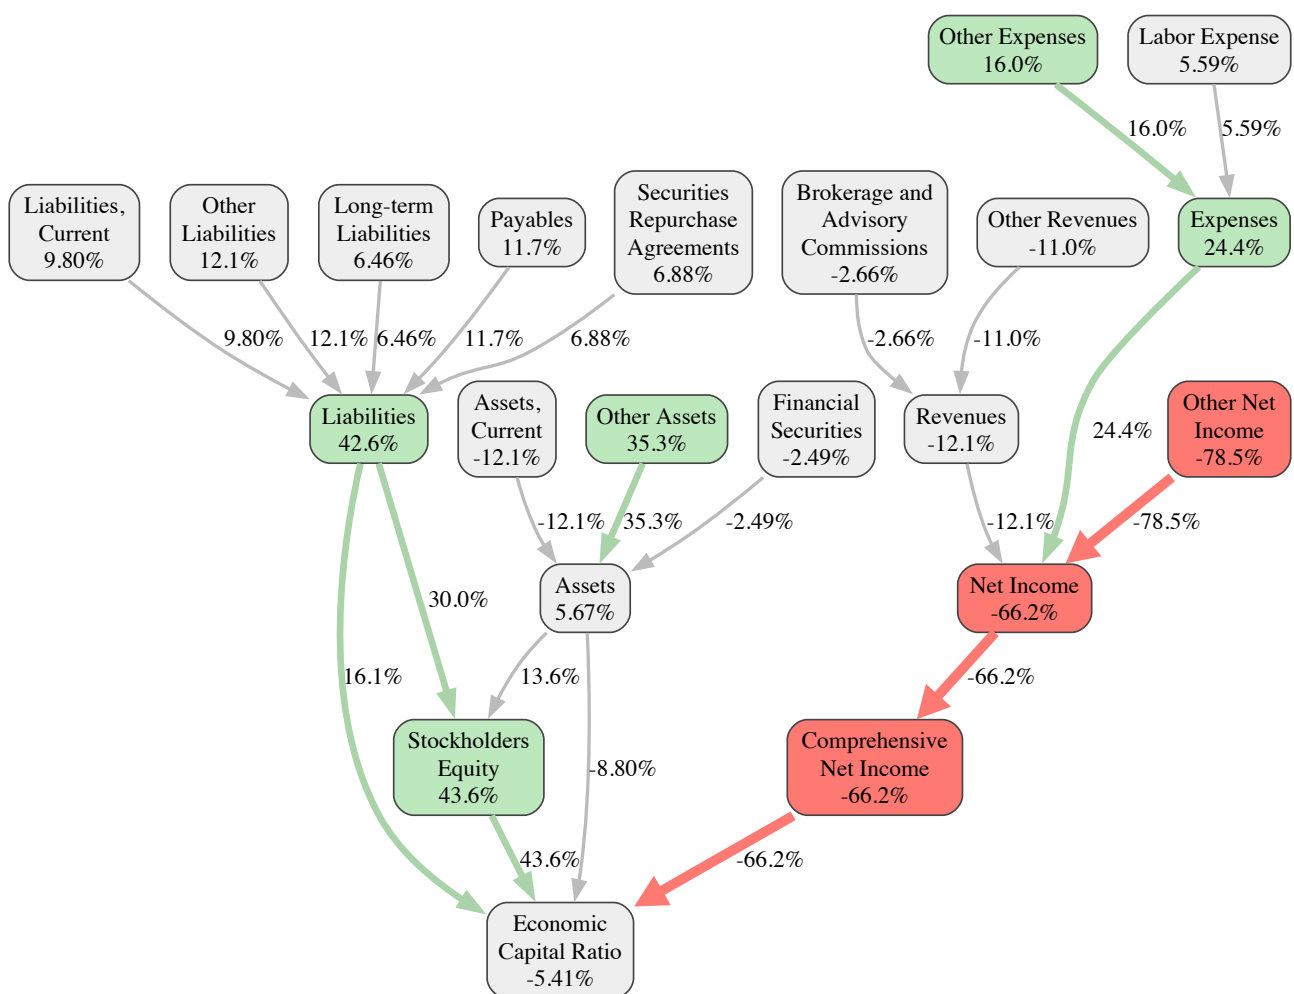 Other Expenses
16.0%
Labor Expense
5.59%
16.0%
5.59%
Liabilities,
Current
9.80%
Other
Liabilities
12.1%
Long-term
Liabilities
6.46%
Payables
11.7%
Securities
Repurchase
Agreements
6.88%
Brokerage and
Advisory
Commissions
-2.66%
Other Revenues
-11.0%
Expenses
24.4%
9.80%
12.1%
6.46%
11.7%
6.88%
-2.66%
-11.0%
Liabilities
42.6%
Assets,
Current
-12.1%
Other Assets
35.3%
Financial
Securities
-2.49%
Revenues
-12.1%
24.4%
Other Net
Income
-78.5%
-12.1%
35.3%
-2.49%
-12.1%
-78.5%
30.0%
Assets
5.67%
Net Income
-66.2%
16.1%
13.6%
-66.2%
Stockholders
Equity
43.6%
-8.80%
Comprehensive
Net Income
-66.2%
43.6%
-66.2%
Economic
Capital Ratio
-5.41%